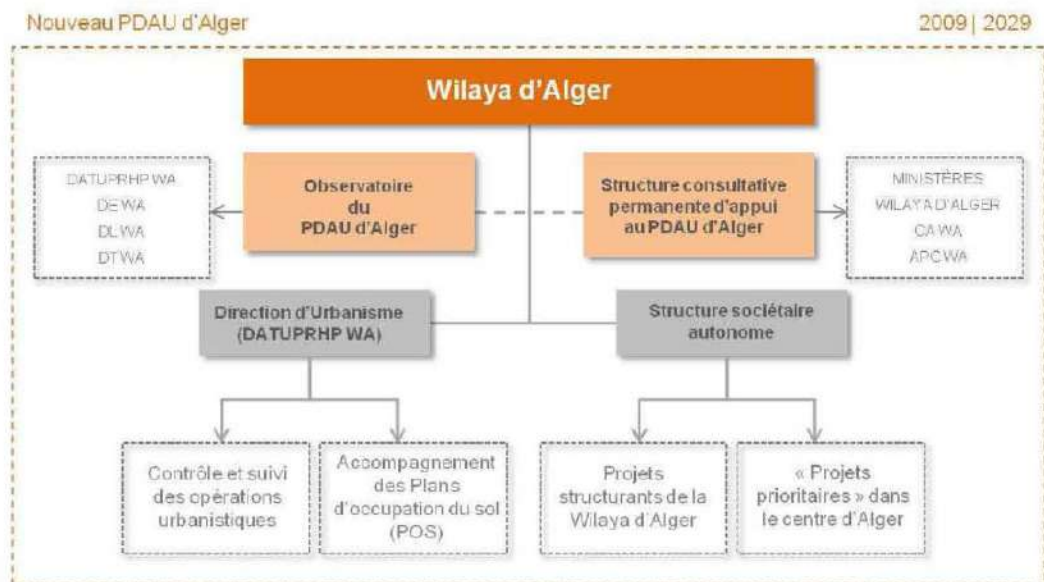 Nouveau PDAU d'Alger
2009 | 2029
Wilaya d'Alger
DATUPRHP WA
DE WA
DL WA
DT WA
Observatoire
du
PDAU d'Alger
Structure consultative
permanente d'appui
au PDAU d'Alger
MINISTÈRES
WILAYA D'ALGER
CA WA
APC WA
Direction d'Urbanisme
(DATUPRHP WA)
Structure sociétaire
autonome
Contrôle et suivi
des opérations
urbanistiques
Accompagnement
des Plans
d'occupation du sol
(POS)
Projets
structurants de la
Wilaya d'Alger
« Projets
prioritaires » dans
le centre d'Alger